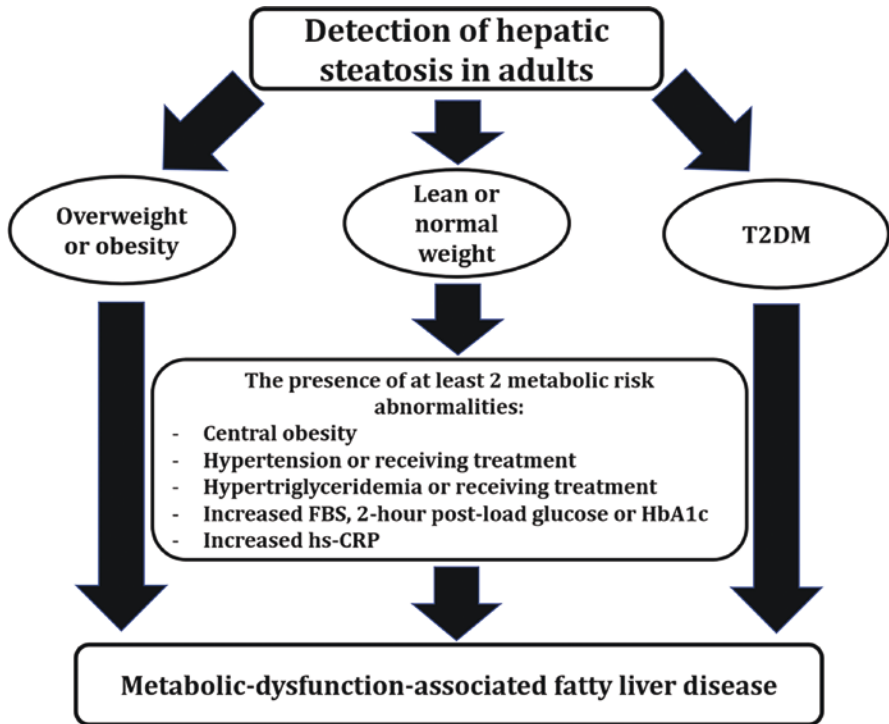 Detection of hepatic
steatosis in adults
Overweight
or obesity
Lean or
normal
weight
T2DM
The presence of at least 2 metabolic risk
abnormalities:
- Central obesity
- Hypertension or receiving treatment
- Hypertriglyceridemia or receiving treatment
- Increased FBS, 2-hour post-load glucose or HbA1c
- Increased hs-CRP
Metabolic-dysfunction-associated fatty liver disease